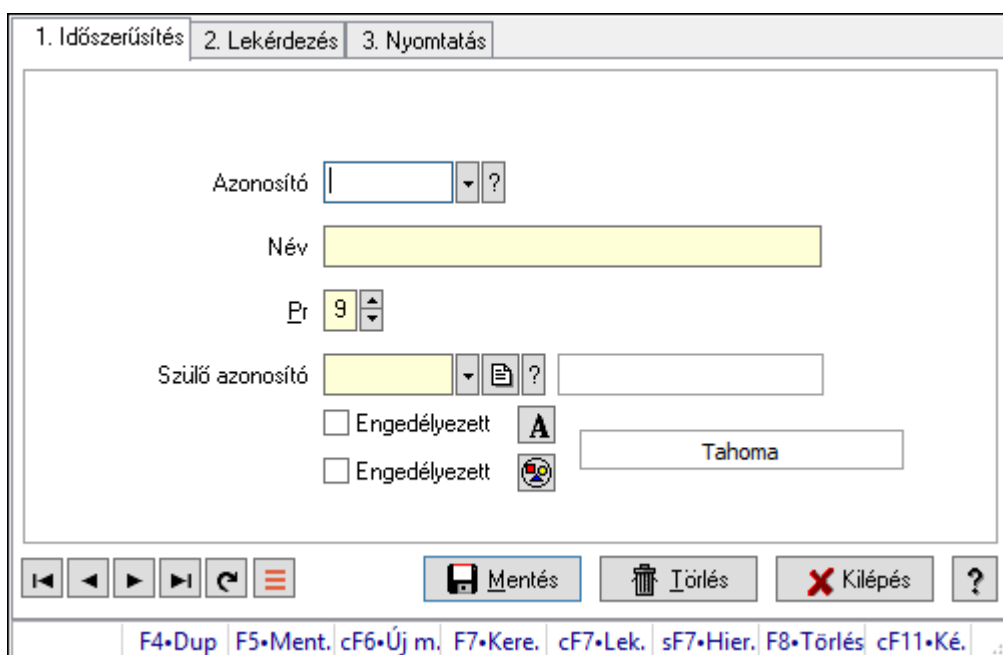 1. Időszerűsítés 2. Lekérdezés 3. Nyomtatás
Azonosító ?
Név
Pr 9
Szülő azonosító ?
Engedélyezett A
Tahoma
Engedélyezett
Mentés Törlés Kilépés ?
F4•Dup F5•Ment. cF6•Új m. F7•Kere. cF7•Lek. sF7•Hier. F8•Törlés cF11•Ké.